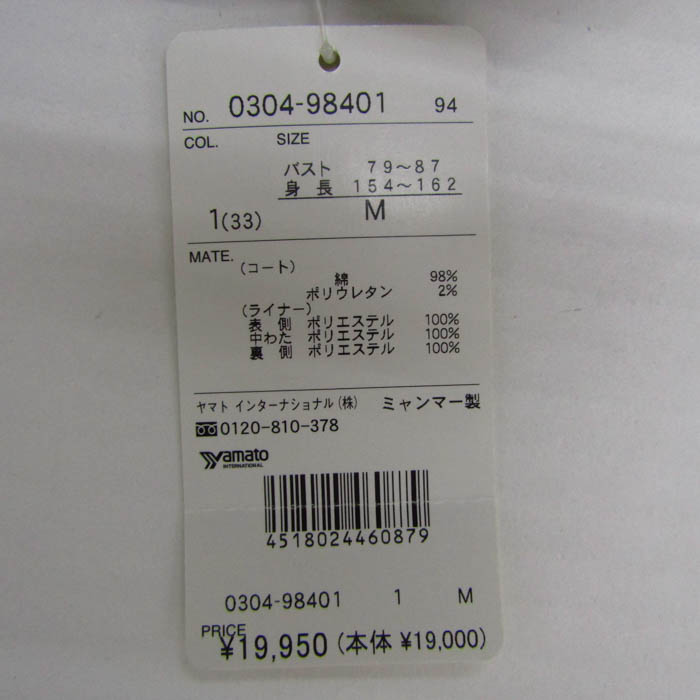 NO. 0304-98401 94
COL. SIZE
バスト 79～87
身長 154～162
1(33) M
MATE.
(コート)
綿 98%
ポリウレタン 2%
(ライナー)
表側 ポリエステル 100%
中わた ポリエステル 100%
裏側 ポリエステル 100%
ヤマト インターナショナル(株) ミャンマー製
0120-810-378
Yamato
INTERNATIONAL
4518024460879
0304-98401 1 M
PRICE
¥19,950(本体 ¥19,000)